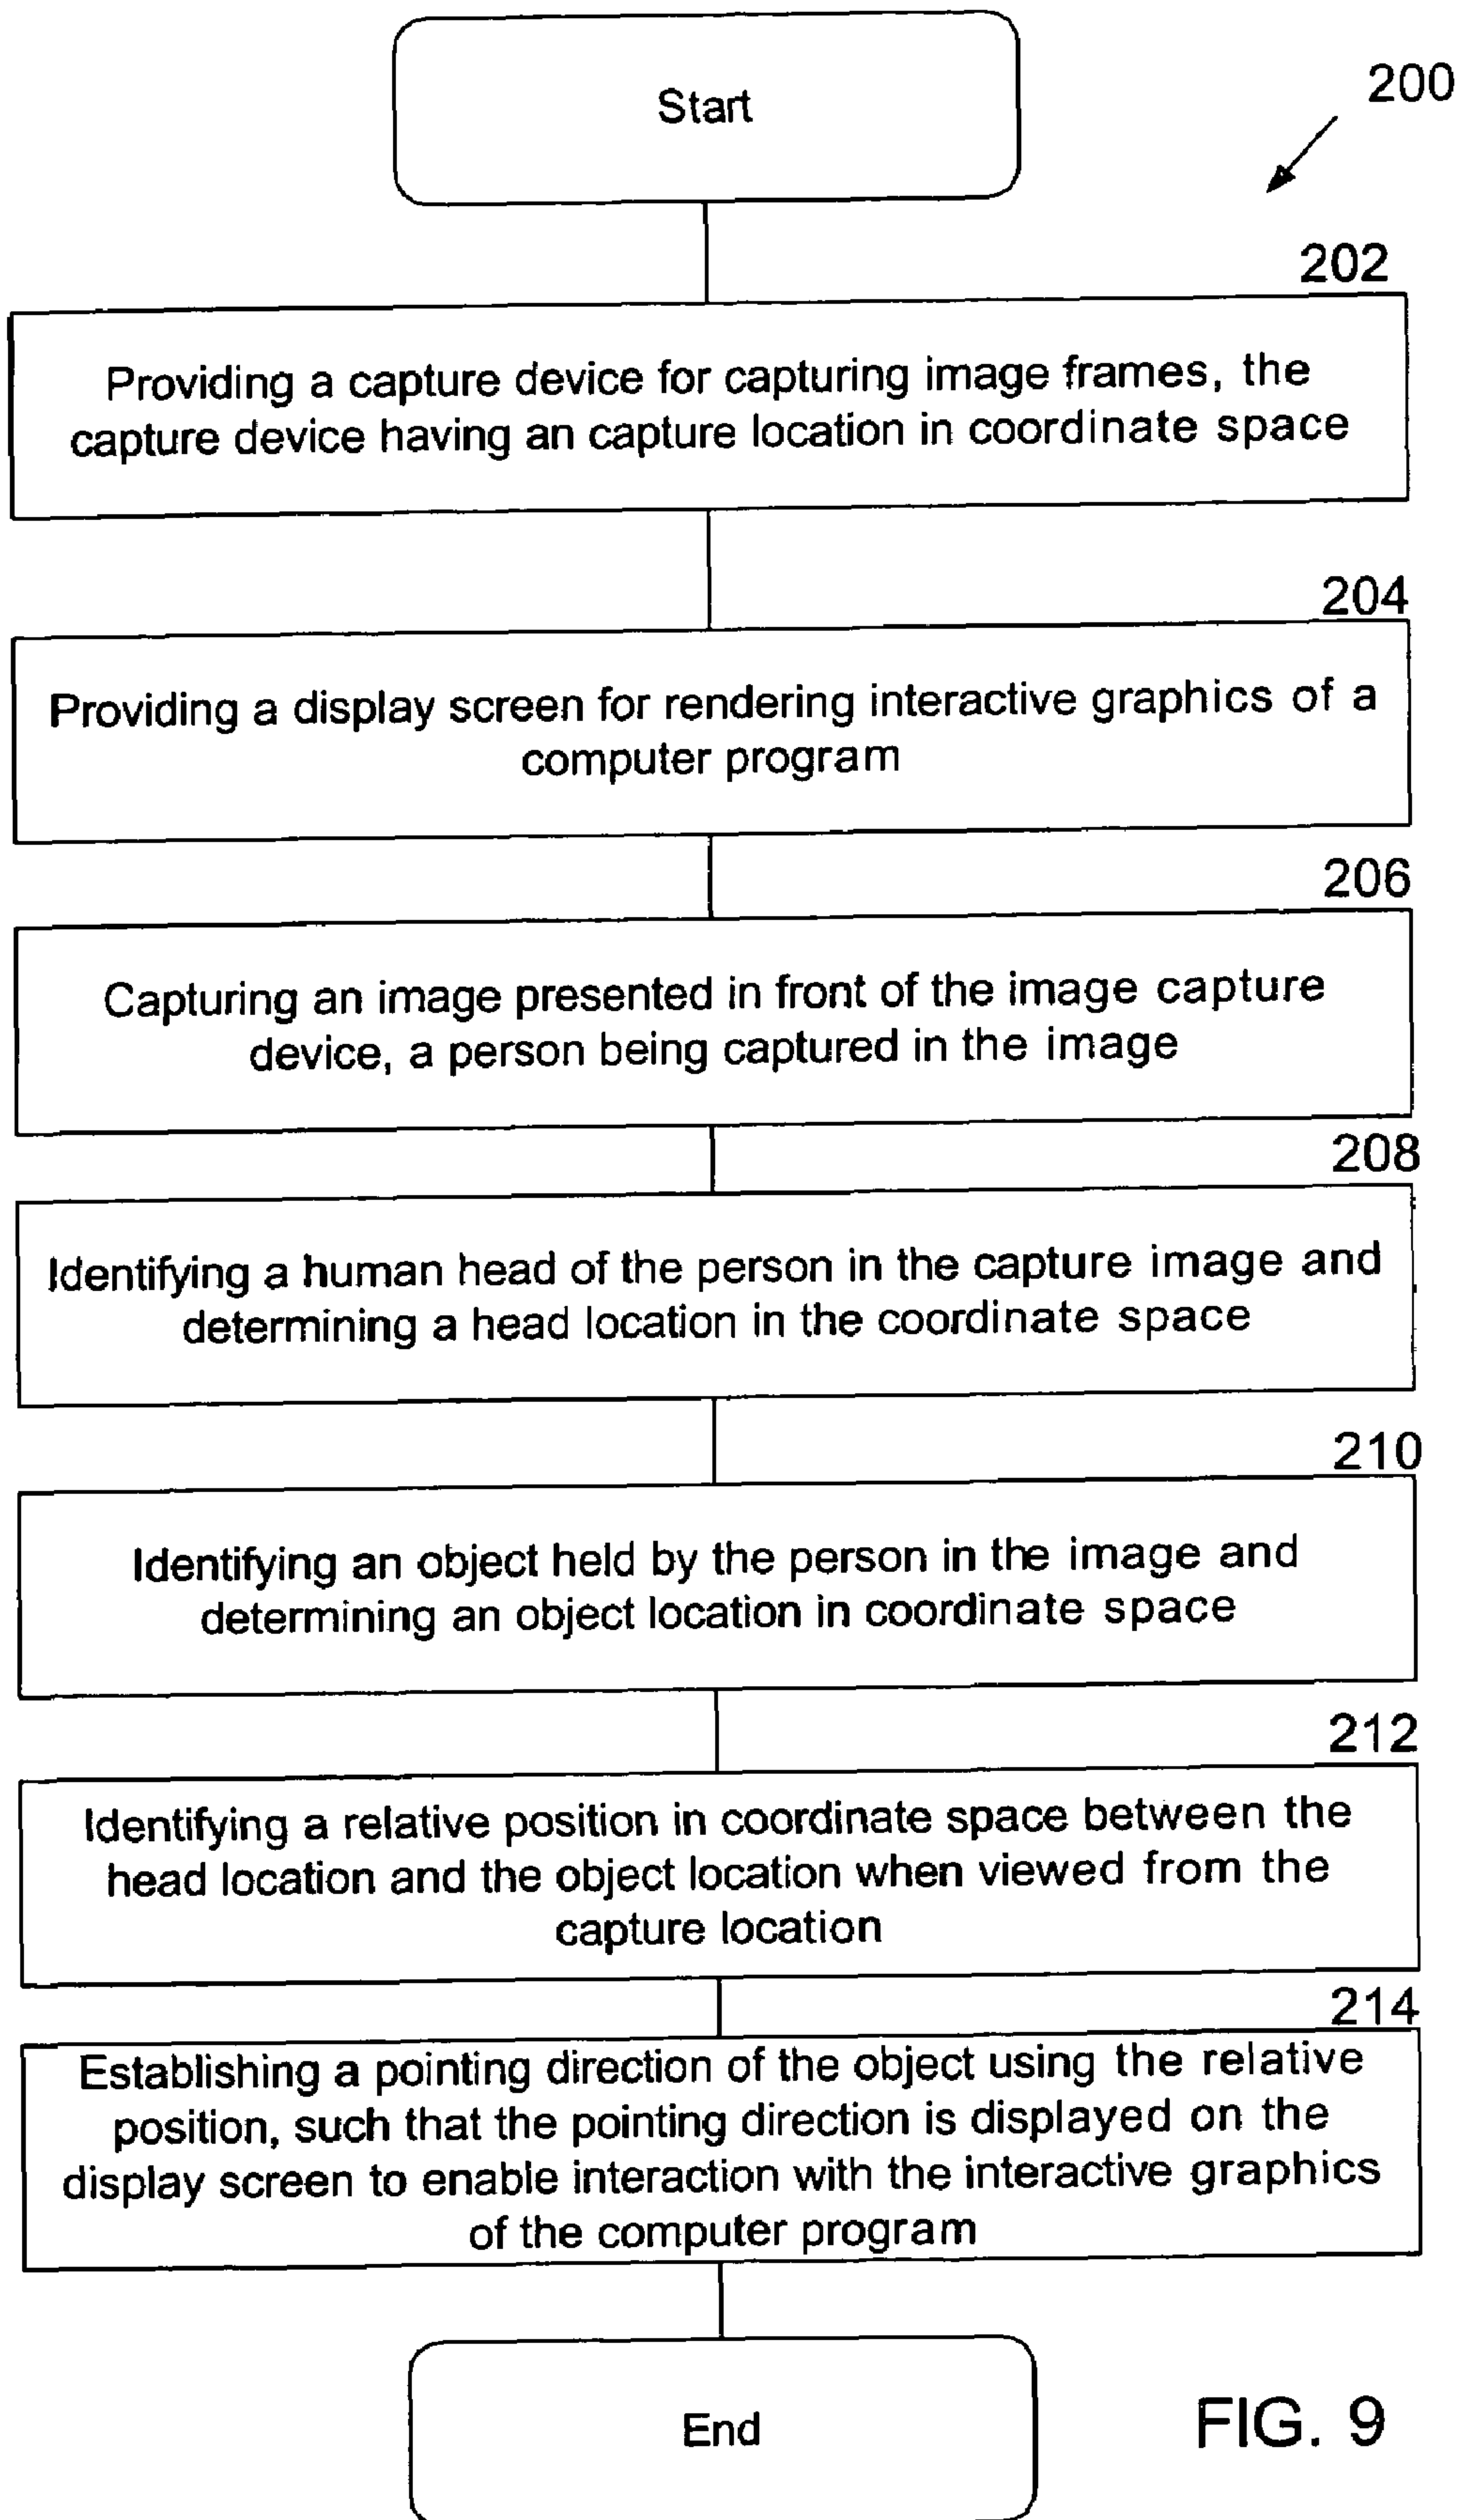 Start
200
202
Providing a capture device for capturing image frames, the
capture device having an capture location in coordinate space
204
Providing a display screen for rendering interactive graphics of a
computer program
206
Capturing an image presented in front of the image capture
device, a person being captured in the image
208
Identifying a human head of the person in the capture image and
determining a head location in the coordinate space
210
Identifying an object held by the person in the image and
determining an object location in coordinate space
212
Identifying a relative position in coordinate space between the
head location and the object location when viewed from the
capture location
214
Establishing a pointing direction of the object using the relative
position, such that the pointing direction is displayed on the
display screen to enable interaction with the interactive graphics
of the computer program
End
FIG. 9